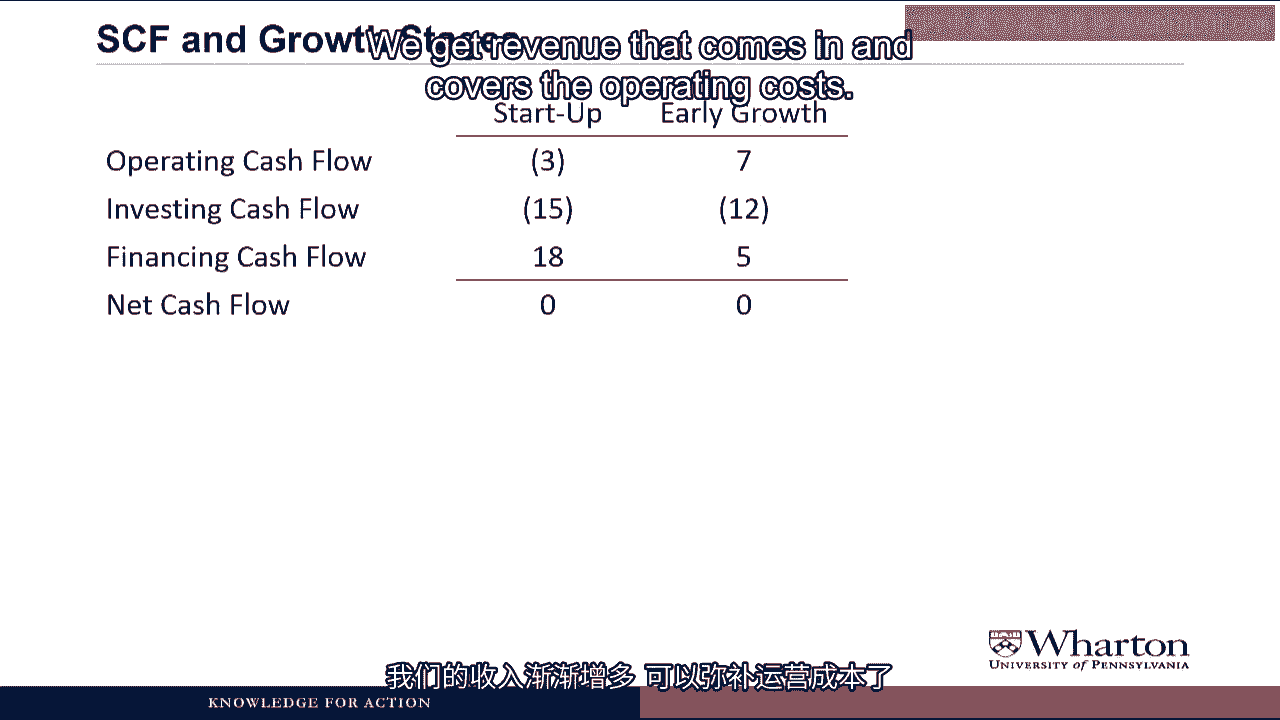 SCF and Growth Stages
We get revenue that comes in and
covers the operating costs.
Start-Up Early Growth
Operating Cash Flow (3) 7
Investing Cash Flow (15) (12)
Financing Cash Flow 18 5
Net Cash Flow 0 0
Wharton
UNIVERSITY of PENNSYLVANIA
我们的收入渐渐增多 可以弥补运营成本了
KNOWLEDGE FOR ACTION